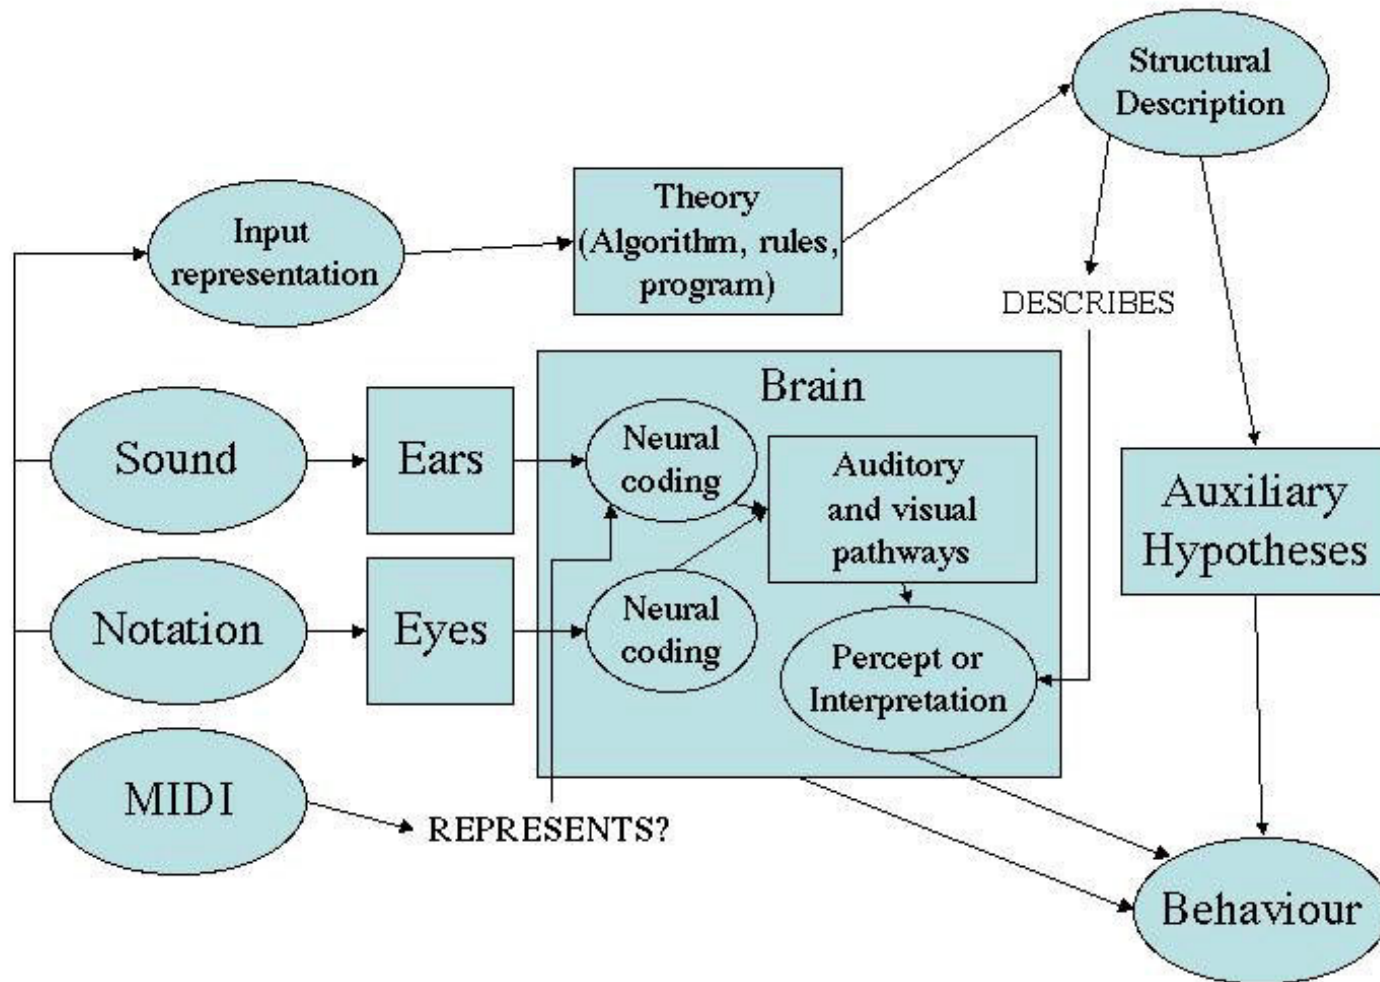 Structural
Description
Input
representation
Theory
(Algorithm, rules,
program)
DESCRIBES
Brain
Sound
Ears
Neural
coding
Auditory
and visual
pathways
Auxiliary
Hypotheses
Notation
Eyes
Neural
coding
Percept or
Interpretation
MIDI
REPRESENTS?
Behaviour